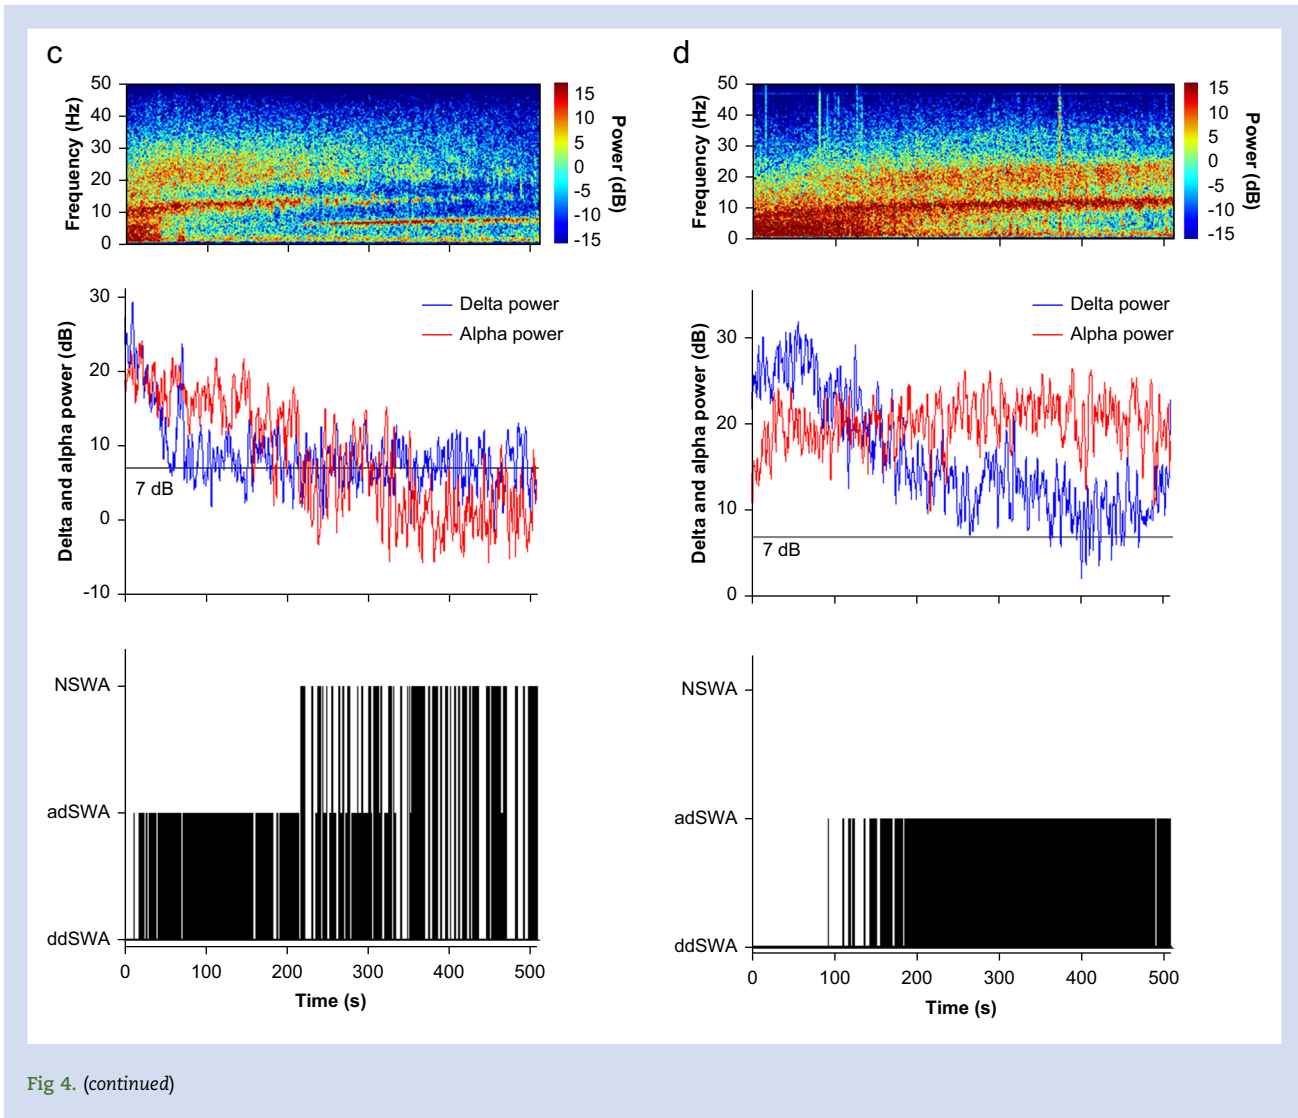 c
50
40
30
20
10
0
Frequency (Hz)
15
10
5
0
-5
-10
-15
Power (dB)
30
20
10
0
-10
Delta and alpha power (dB)
Delta power
Alpha power
7 dB
NSWA
adSWA
ddSWA
0 100 200 300 400 500
Time (s)
d
50
40
30
20
10
0
Frequency (Hz)
15
10
5
0
-5
-10
-15
Power (dB)
30
20
10
0
Delta and alpha power (dB)
Delta power
Alpha power
7 dB
NSWA
adSWA
ddSWA
0 100 200 300 400 500
Time (s)
Fig 4. (continued)